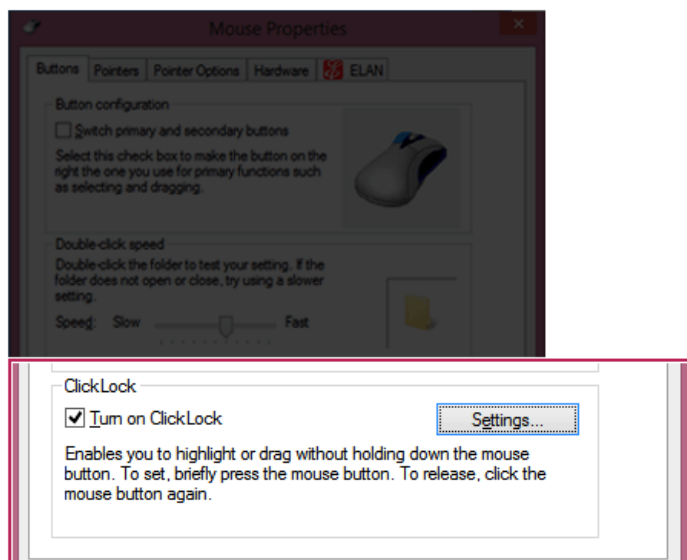 Mouse Properties
Buttons Pointers Pointer Options Hardware ELAN
Button configuration
Switch primary and secondary buttons
Select this check box to make the button on the
right the one you use for primary functions such
as selecting and dragging.
Double-click speed
Double-click the folder to test your setting. If the
folder does not open or close, try using a slower
setting.
Speed: Slow Fast
ClickLock
Turn on ClickLock Settings...
Enables you to highlight or drag without holding down the mouse
button. To set, briefly press the mouse button. To release, click the
mouse button again.